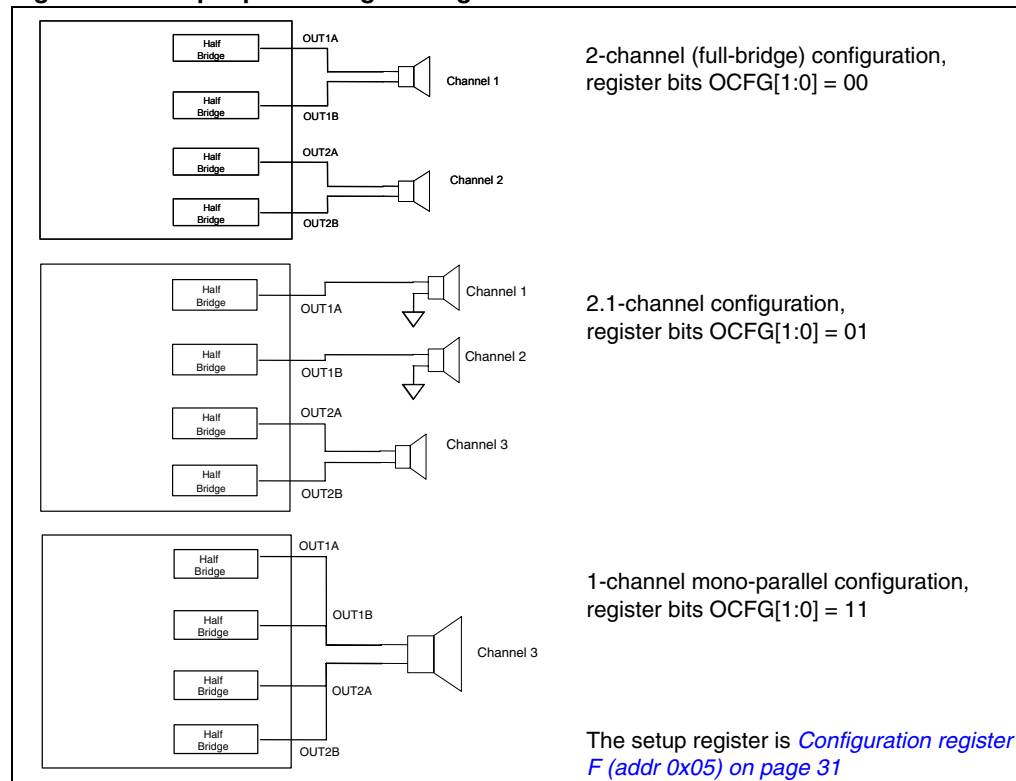 Half
Bridge
OUT1A
Channel 1
Half
Bridge
OUT1B
Half
Bridge
OUT2A
Channel 2
Half
Bridge
OUT2B
2-channel (full-bridge) configuration,
register bits OCFG[1:0] = 00
Half
Bridge
OUT1A
Channel 1
Half
Bridge
OUT1B
Channel 2
Half
Bridge
OUT2A
Channel 3
Half
Bridge
OUT2B
2.1-channel configuration,
register bits OCFG[1:0] = 01
Half
Bridge
OUT1A
Half
Bridge
OUT1B
Channel 3
Half
Bridge
OUT2A
Half
Bridge
OUT2B
1-channel mono-parallel configuration,
register bits OCFG[1:0] = 11
The setup register is Configuration register
F (addr 0x05) on page 31